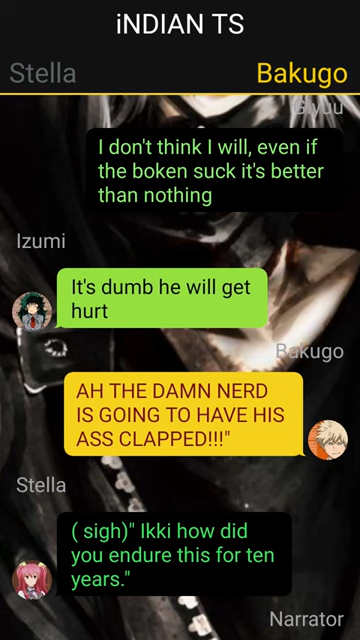 iNDIAN TS
Stella
Bakugo
Glyuu
I don't think I will, even if
the boken suck it's better
than nothing
Izumi
It's dumb he will get
hurt
Bakugo
AH THE DAMN NERD
IS GOING TO HAVE HIS
ASS CLAPPED!!!"
Stella
( sigh)" Ikki how did
you endure this for ten
years."
Narrator